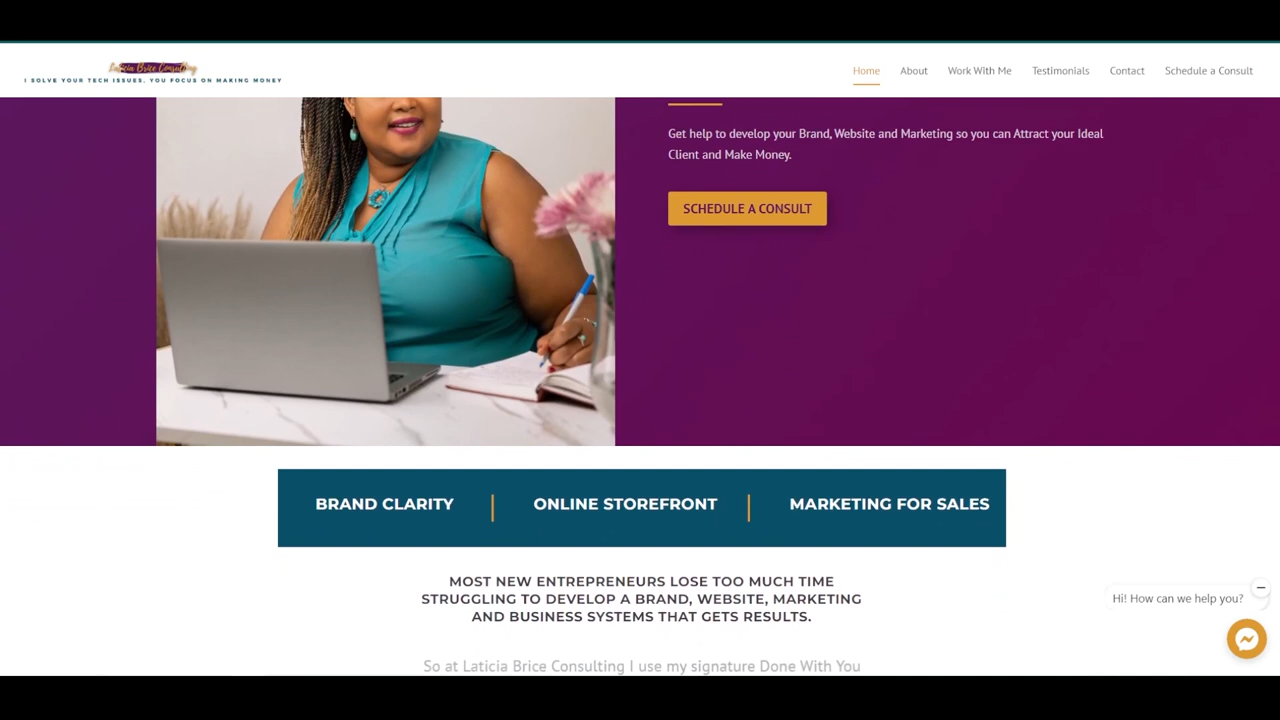 Laticia Brice Consulting
I SOLVE YOUR TECH ISSUES, YOU FOCUS ON MAKING MONEY
Home About Work With Me Testimonials Contact Schedule a Consult
Get help to develop your Brand, Website and Marketing so you can Attract your Ideal
Client and Make Money.
SCHEDULE A CONSULT
BRAND CLARITY | ONLINE STOREFRONT | MARKETING FOR SALES
MOST NEW ENTREPRENEURS LOSE TOO MUCH TIME
STRUGGLING TO DEVELOP A BRAND, WEBSITE, MARKETING
AND BUSINESS SYSTEMS THAT GETS RESULTS.
Hi! How can we help you?
So at Laticia Brice Consulting I use my signature Done With You